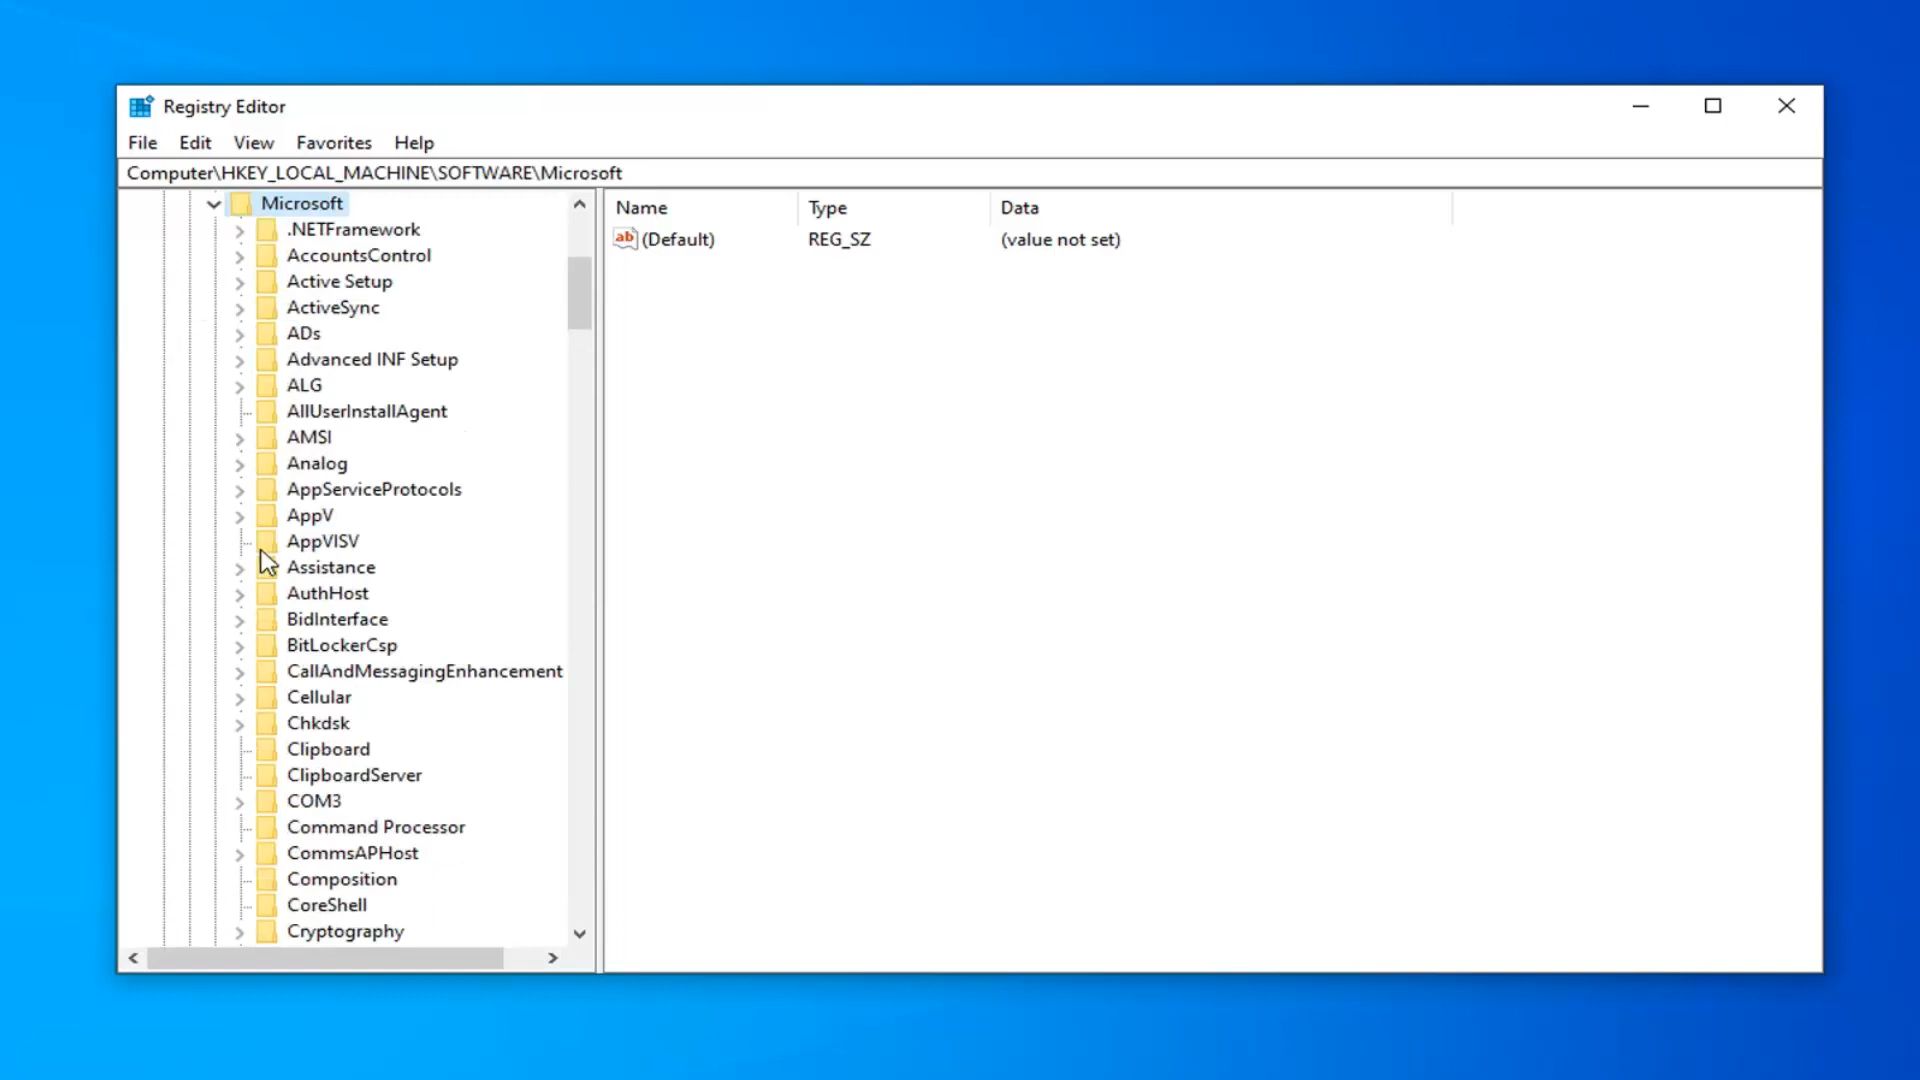 Registry Editor
File Edit View Favorites Help
Computer\HKEY_LOCAL_MACHINE\SOFTWARE\Microsoft
Microsoft
.NETFramework
AccountsControl
Active Setup
ActiveSync
ADs
Advanced INF Setup
ALG
AllUserInstallAgent
AMSI
Analog
AppServiceProtocols
AppV
AppVISV
Assistance
AuthHost
BidInterface
BitLockerCsp
CallAndMessagingEnhancement
Cellular
Chkdsk
Clipboard
ClipboardServer
COM3
Command Processor
CommsAPHost
Composition
CoreShell
Cryptography
Name Type Data
ab (Default) REG_SZ (value not set)